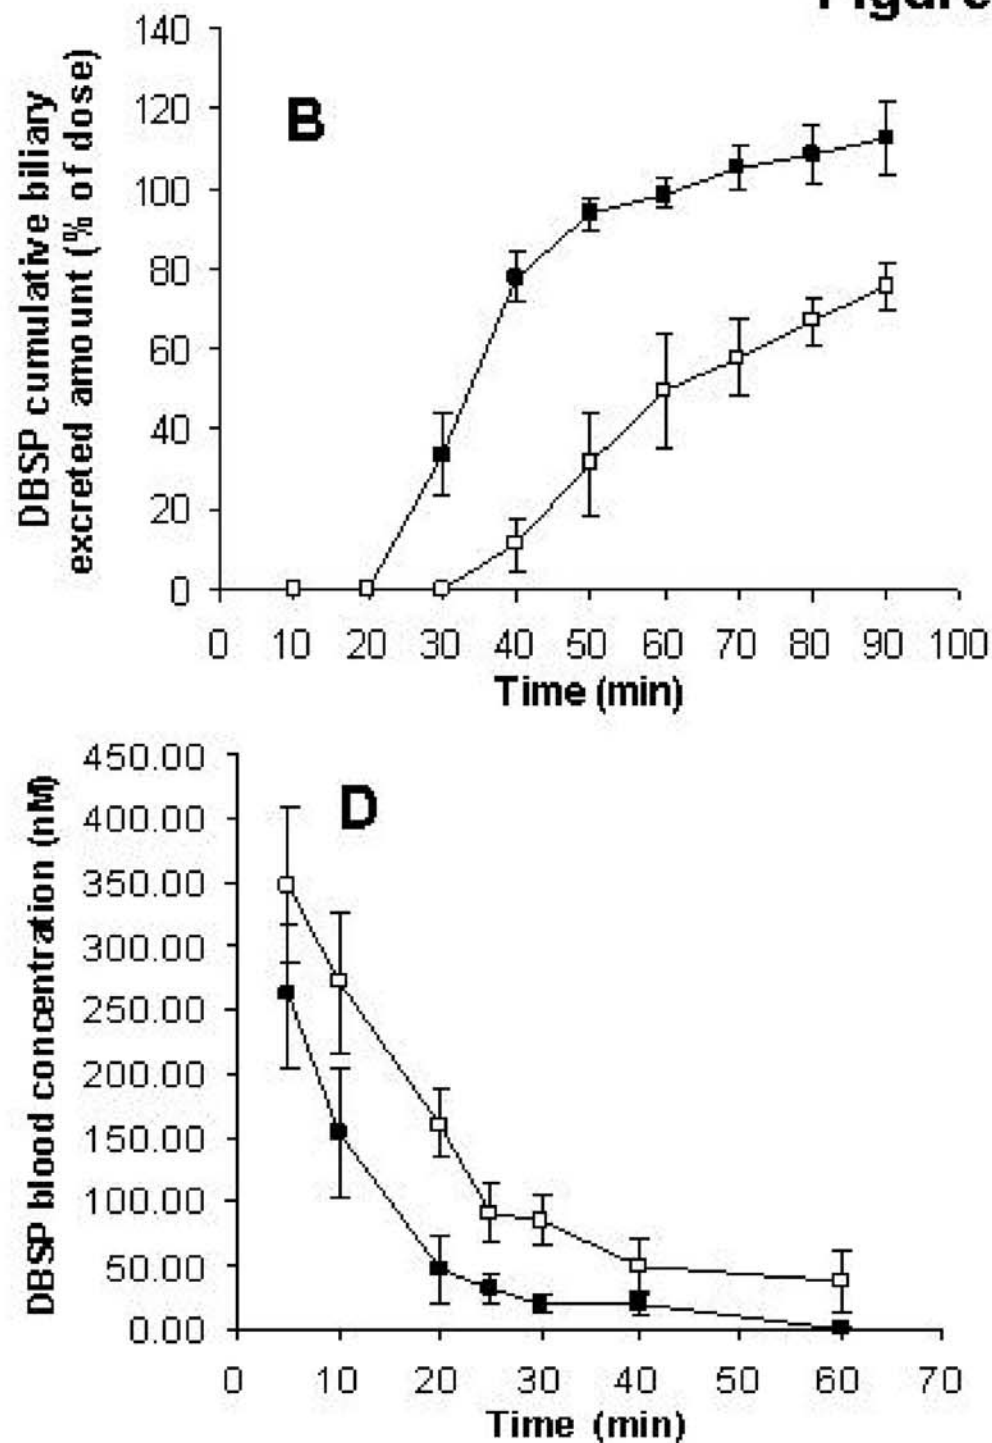 Figure
B
DBSP cumulative biliary
excreted amount (% of dose)
140
120
100
80
60
40
20
0
0 10 20 30 40 50 60 70 80 90 100
Time (min)
D
DBSP blood concentration (nM)
450.00
400.00
350.00
300.00
250.00
200.00
150.00
100.00
50.00
0.00
0 10 20 30 40 50 60 70
Time (min)